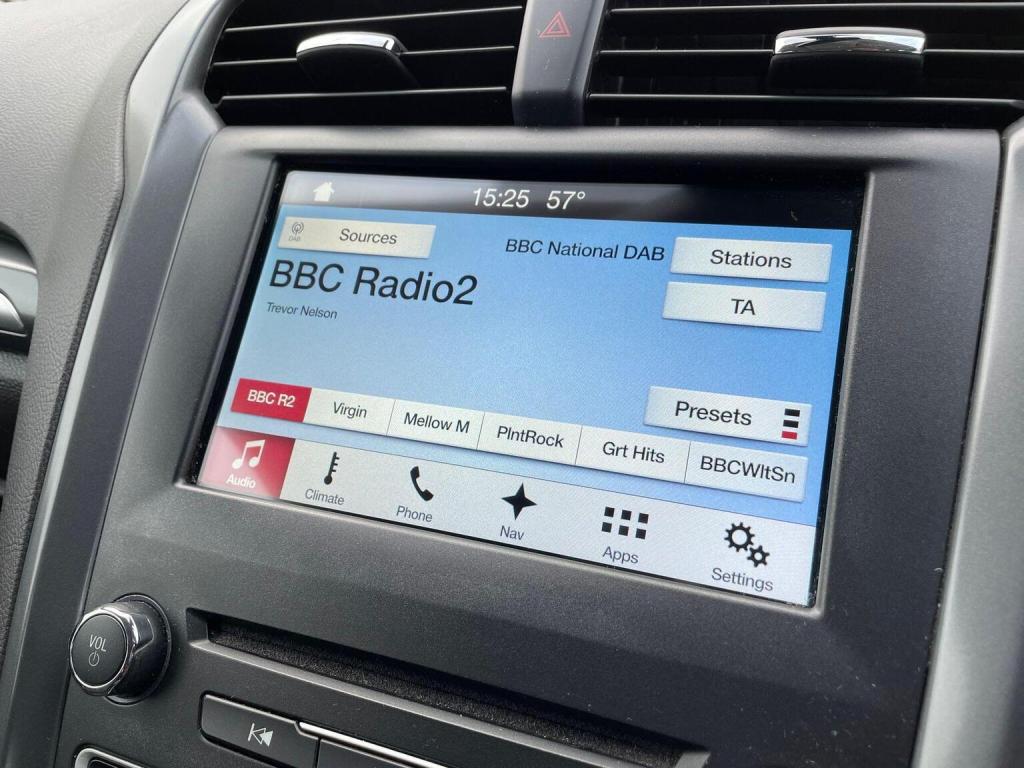 15:25 57°
DAB Sources
BBC National DAB
Stations
BBC Radio2
TA
Trevor Nelson
Presets
BBC R2 Virgin Mellow M PlntRock Grt Hits BBCWltSn
Audio Climate Phone Nav Apps Settings
VOL